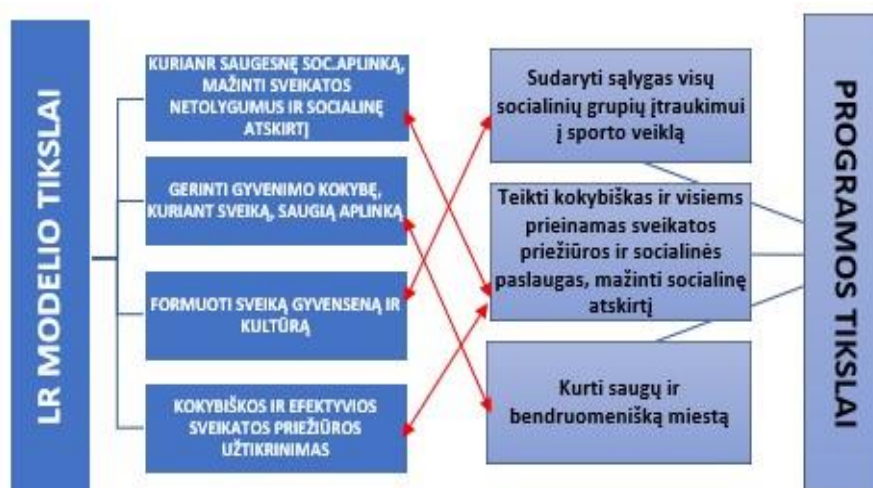 LR MODELIO TIKSLAI
KURIANR SAUGESNĘ SOC.APLINKĄ,
MAŽINTI SVEIKATOS
NETOLYGUMUS IR SOCIALINĘ
ATSKIRTĮ
GERINTI GYVENIMO KOKYBĘ,
KURIANT SVEIKĄ, SAUGIĄ APLINKĄ
FORMUOTI SVEIKĄ GYVENSENĄ IR
KULTŪRĄ
KOKYBIŠKOS IR EFEKTYVIOS
SVEIKATOS PRIEŽIŪROS
UŽTIKRINIMAS
Sudaryti sąlygas visų
socialinių grupių įtraukimui
į sporto veiklą
Teikti kokybiškas ir visiems
prieinamas sveikatos
priežiūros ir socialinės
paslaugas, mažinti socialinę
atskirtį
Kurti saugų ir
bendruomenišką miestą
PROGRAMOS TIKSLAI